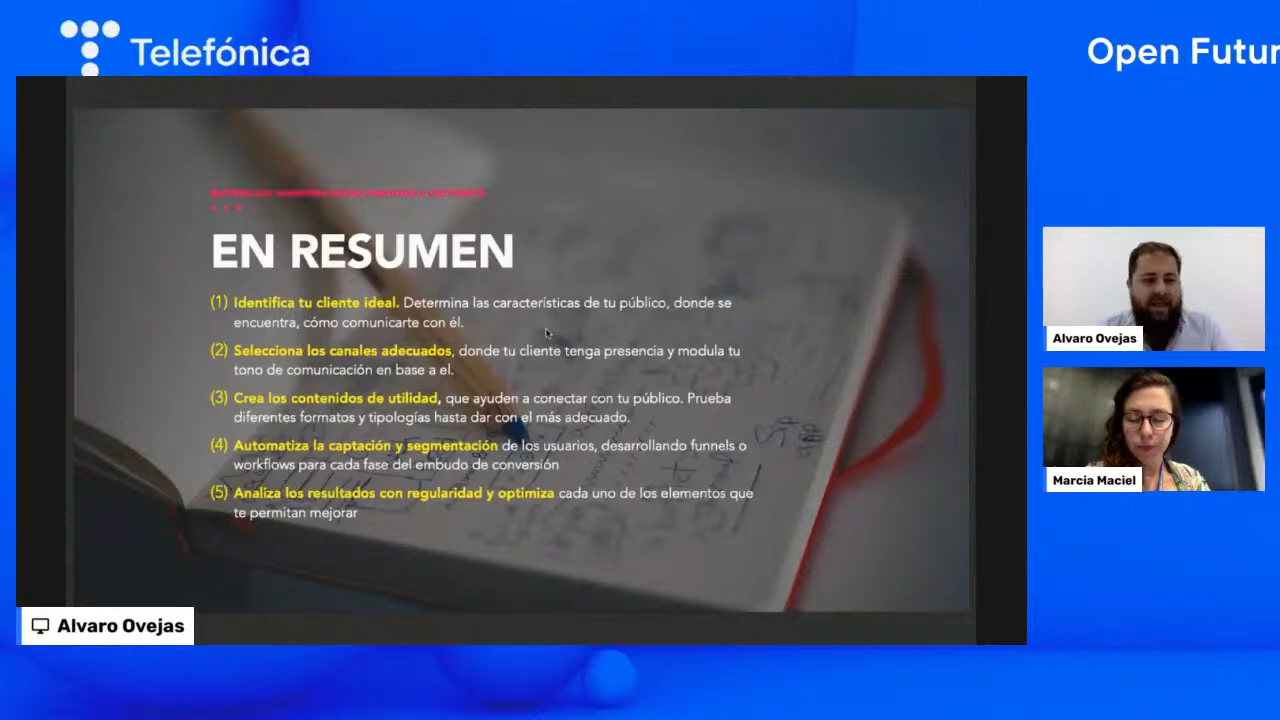 Telefónica
Open Futur
EN RESUMEN
(1) Identifica tu cliente ideal. Determina las características de tu público, donde se
encuentra, cómo comunicarte con él.
(2) Selecciona los canales adecuados, donde tu cliente tenga presencia y modula tu
tono de comunicación en base a el.
(3) Crea los contenidos de utilidad, que ayuden a conectar con tu público. Prueba
diferentes formatos y tipologías hasta dar con el más adecuado.
(4) Automatiza la captación y segmentación de los usuarios, desarrollando funnels o
workflows para cada fase del embudo de conversión
(5) Analiza los resultados con regularidad y optimiza cada uno de los elementos que
te permitan mejorar
Alvaro Ovejas
Marcia Maciel
Alvaro Ovejas